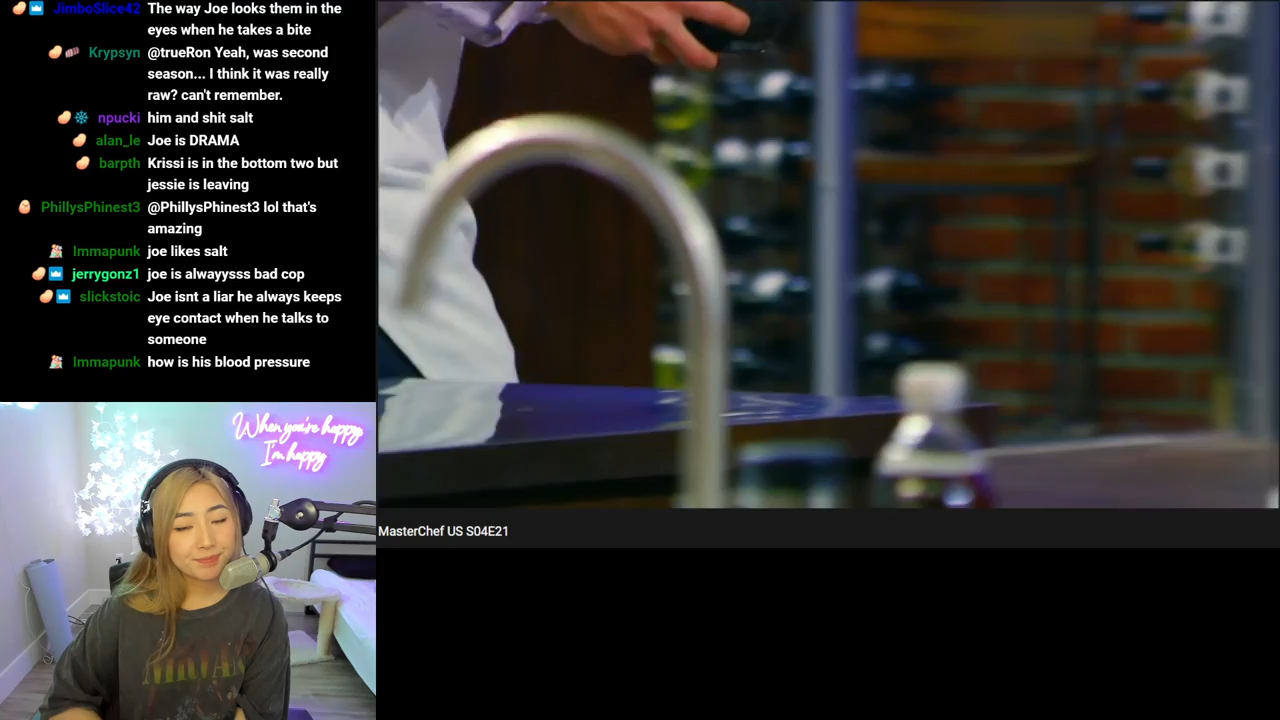 JimboSlice42 The way Joe looks them in the
eyes when he takes a bite
Krypsyn @trueRon Yeah, was second
season... I think it was really
raw? can't remember.
npucki him and shit salt
alan_le Joe is DRAMA
barpth Krissi is in the bottom two but
jessie is leaving
PhillysPhinest3 @PhillysPhinest3 lol that's
amazing
Immapunk joe likes salt
jerrygonz1 joe is alwayysss bad cop
slickstoic Joe isnt a liar he always keeps
eye contact when he talks to
someone
Immapunk how is his blood pressure
When you're happy
I'm happy
NIRVANA
MasterChef US S04E21